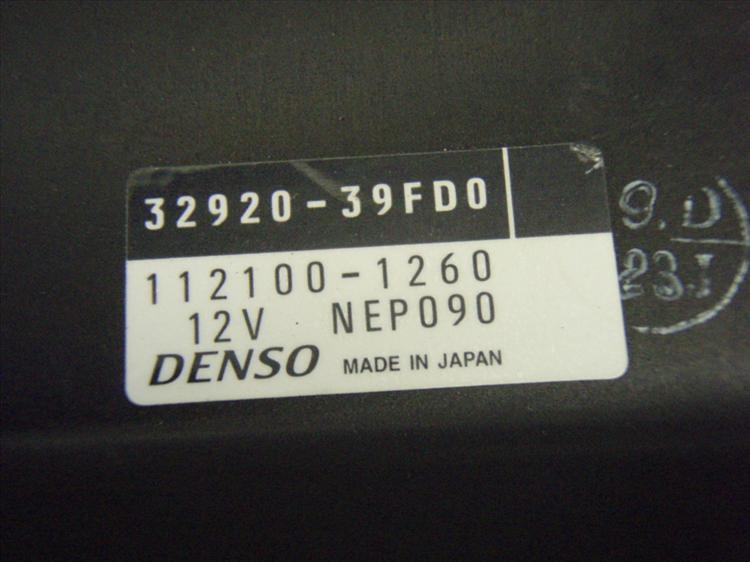 32920-39FD0
112100-1260
12V NEP090
DENSO MADE IN JAPAN
9.D
23.I